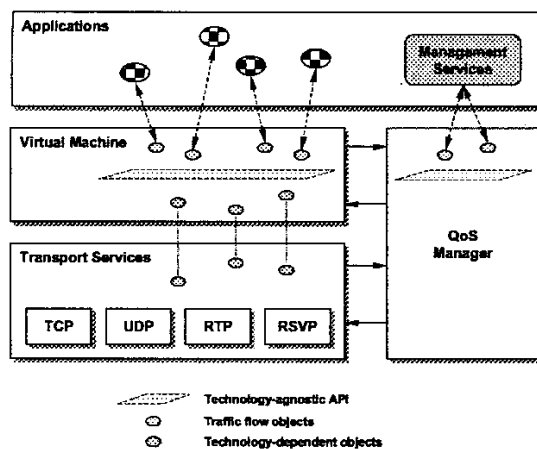 Applications
Management
Services
Virtual Machine
QoS
Manager
Transport Services
TCP
UDP
RTP
RSVP
Technology-agnostic API
Traffic flow objects
Technology-dependent objects